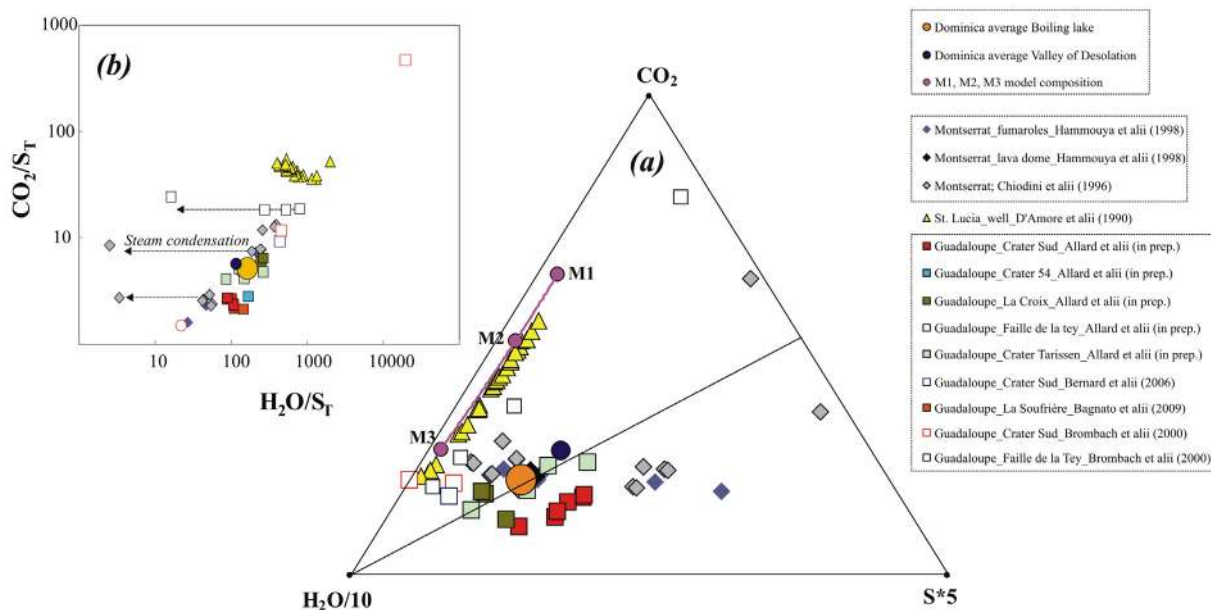 1000
100
10
CO2/ST
(b)
Steam condensation
10
100
1000
10000
H2O/ST
CO2
(a)
M1
M2
M3
H2O/10
S*5
Dominica average Boiling lake
Dominica average Valley of Desolation
M1, M2, M3 model composition
Montserrat_fumaroles_Hammouya et alii (1998)
Montserrat_lava dome_Hammouya et alii (1998)
Montserrat; Chiodini et alii (1996)
St. Lucia_well_D'Amore et alii (1990)
Guadaloupe_Crater Sud_Allard et alii (in prep.)
Guadaloupe_Crater 54_Allard et alii (in prep.)
Guadaloupe_La Croix_Allard et alii (in prep.)
Guadaloupe_Faille de la tey_Allard et alii (in prep.)
Guadaloupe_Crater Tarissen_Allard et alii (in prep.)
Guadaloupe_Crater Sud_Bernard et alii (2006)
Guadaloupe_La Soufrière_Bagnato et alii (2009)
Guadaloupe_Crater Sud_Brombach et alii (2000)
Guadaloupe_Faille de la Tey_Brombach et alii (2000)